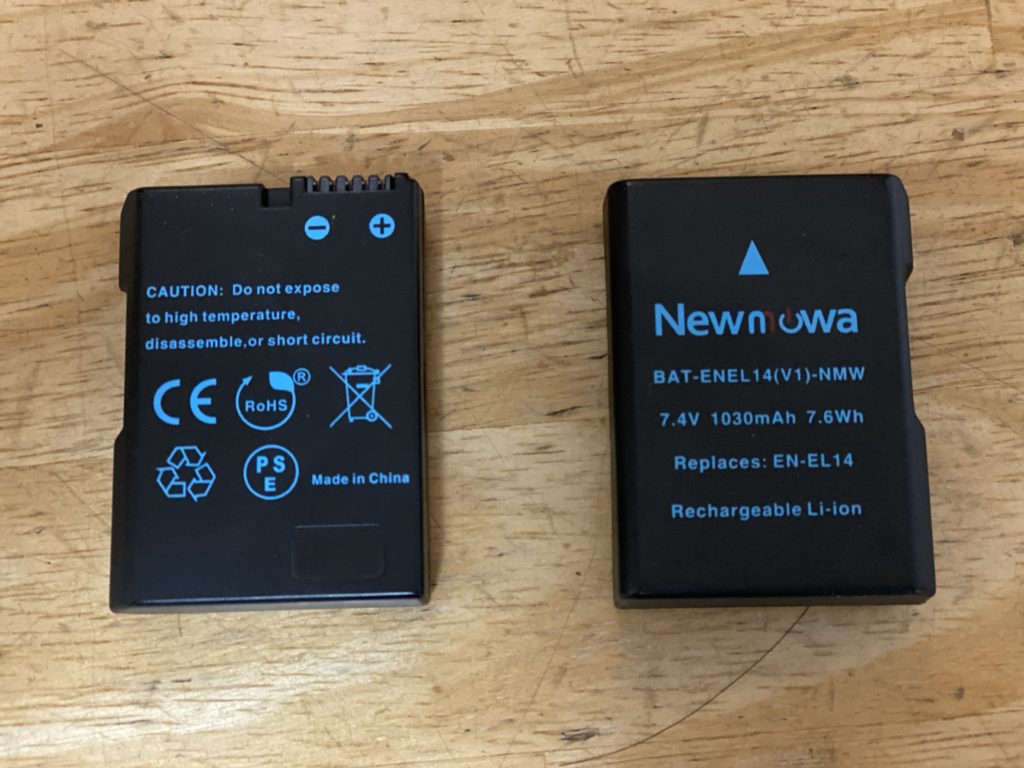 CAUTION: Do not expose
to high temperature,
disassemble,or short circuit.
CE
RoHS ®
PSE
Made in China
Newmowa
BAT-ENEL14(V1)-NMW
7.4V 1030mAh 7.6Wh
Replaces: EN-EL14
Rechargeable Li-ion